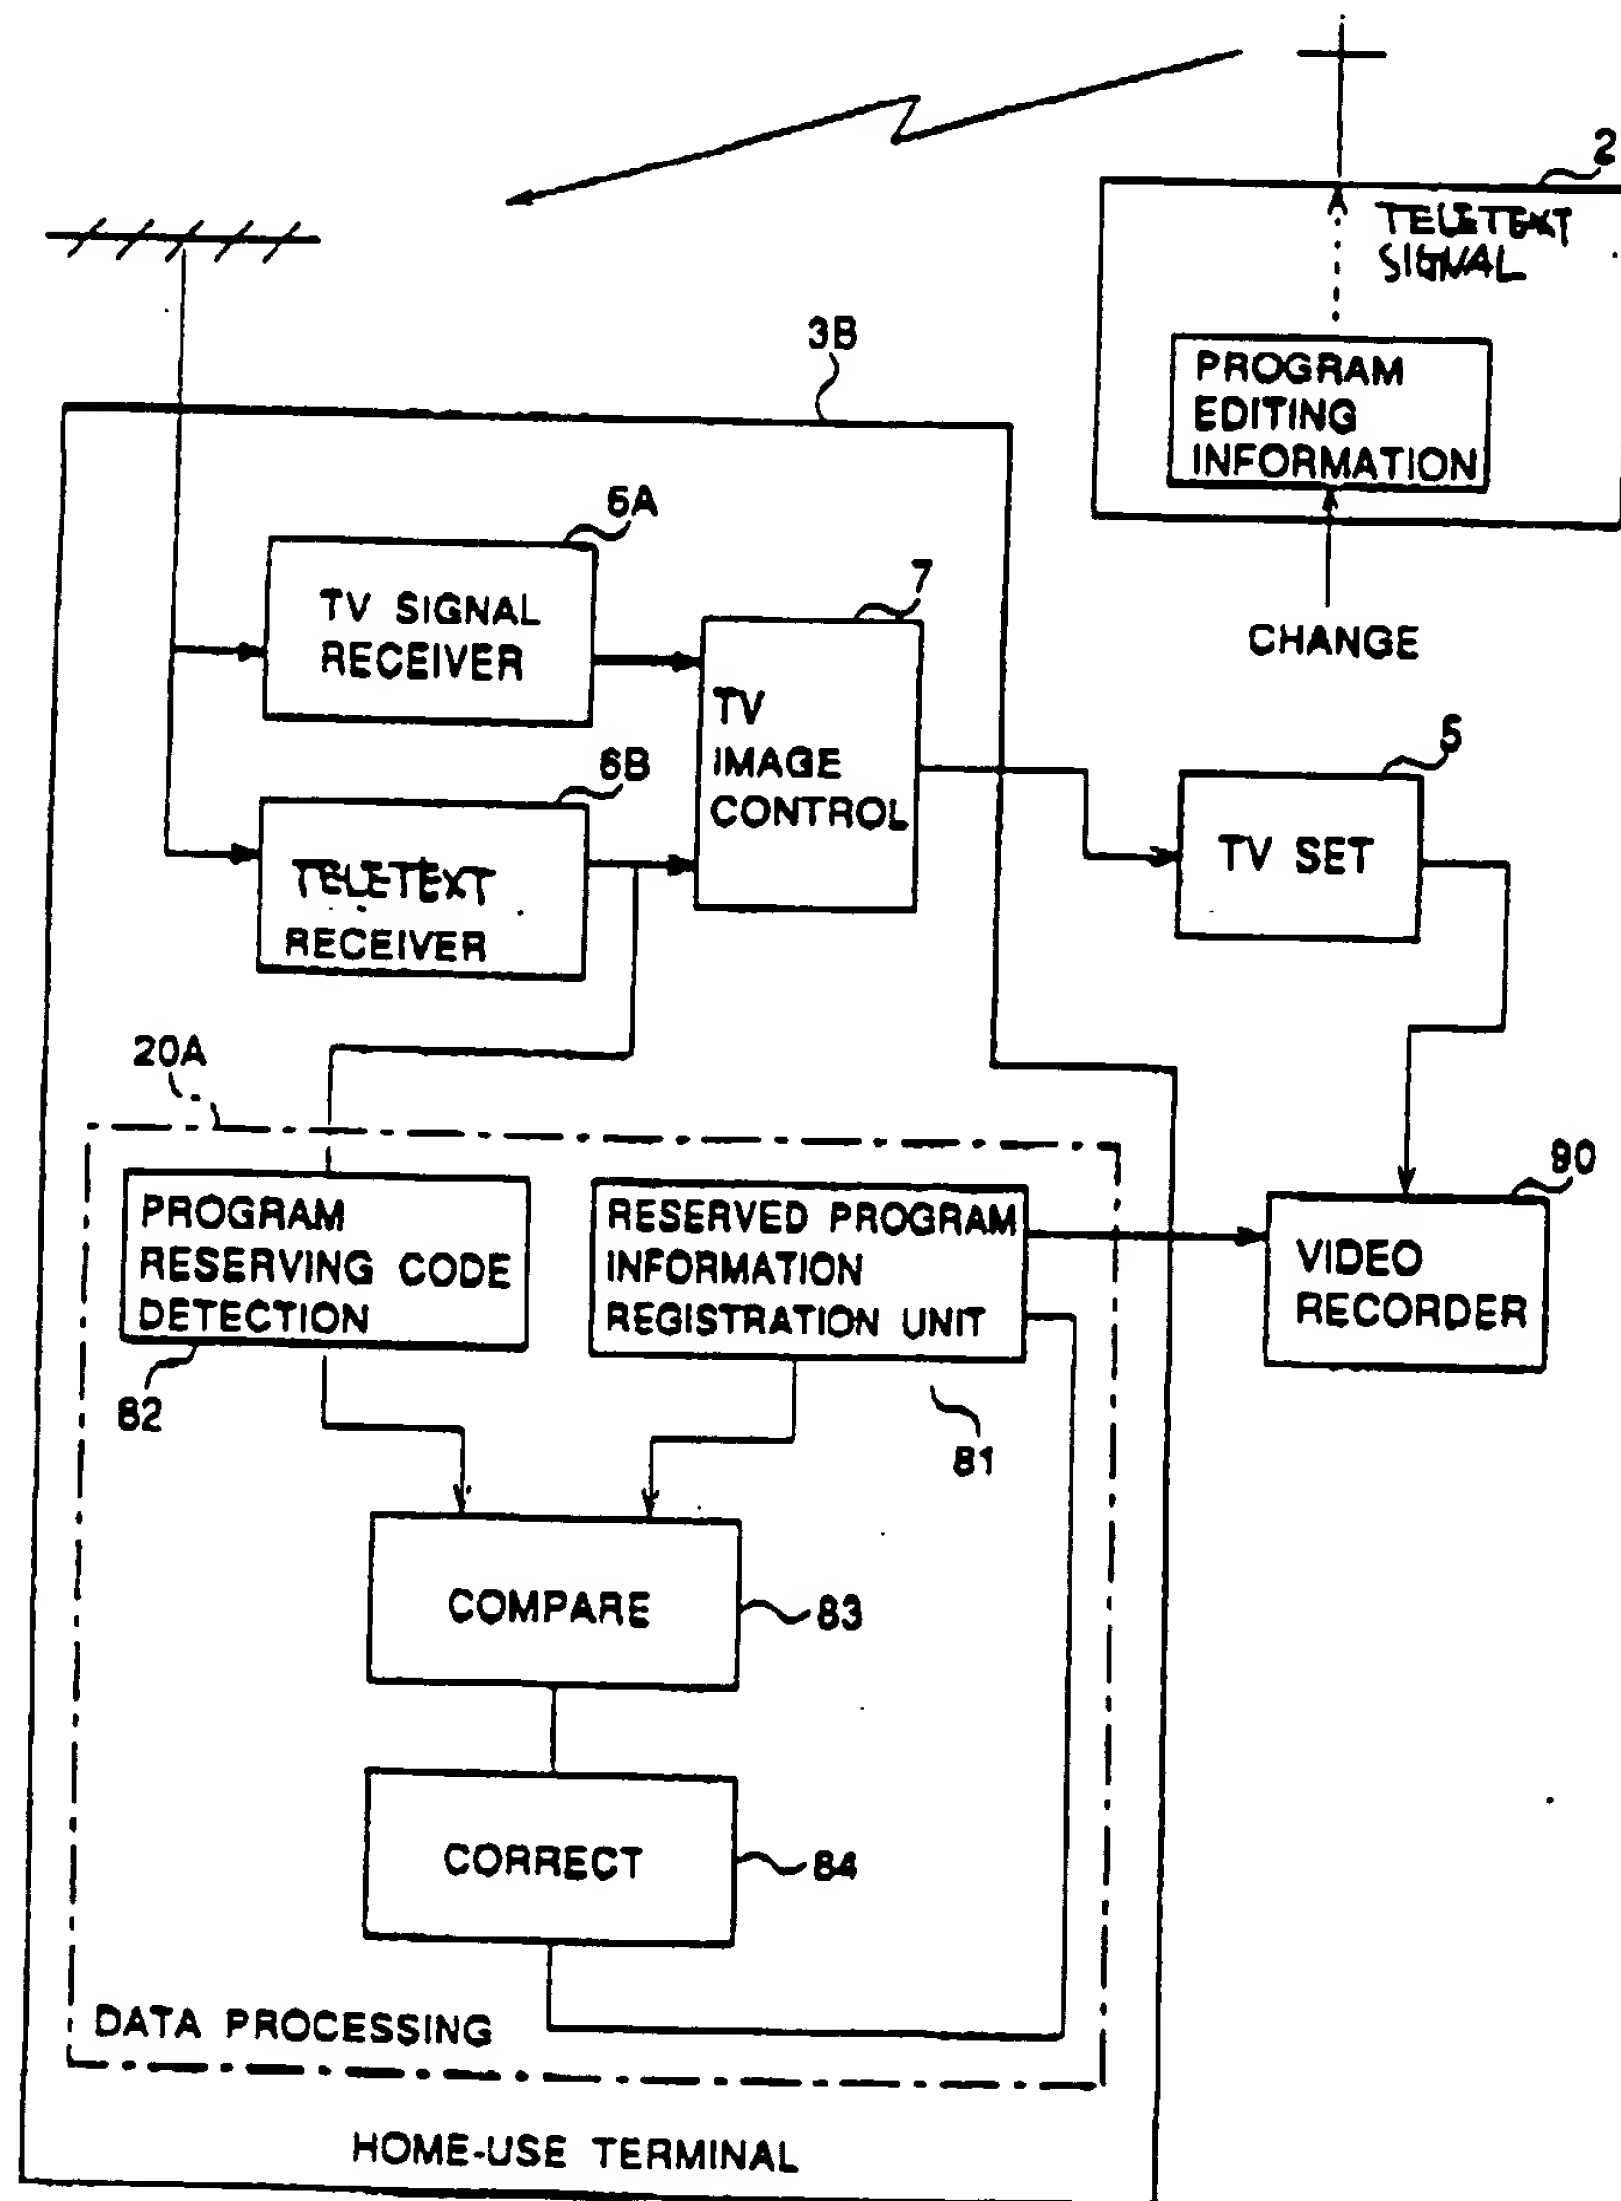 2
TELETEXT
SIGNAL
PROGRAM
EDITING
INFORMATION
CHANGE
3B
6A
TV SIGNAL
RECEIVER
7
TV
IMAGE
CONTROL
6B
TELETEXT
RECEIVER
5
TV SET
20A
PROGRAM
RESERVING CODE
DETECTION
82
RESERVED PROGRAM
INFORMATION
REGISTRATION UNIT
81
90
VIDEO
RECORDER
COMPARE
83
CORRECT
84
DATA PROCESSING
HOME-USE TERMINAL